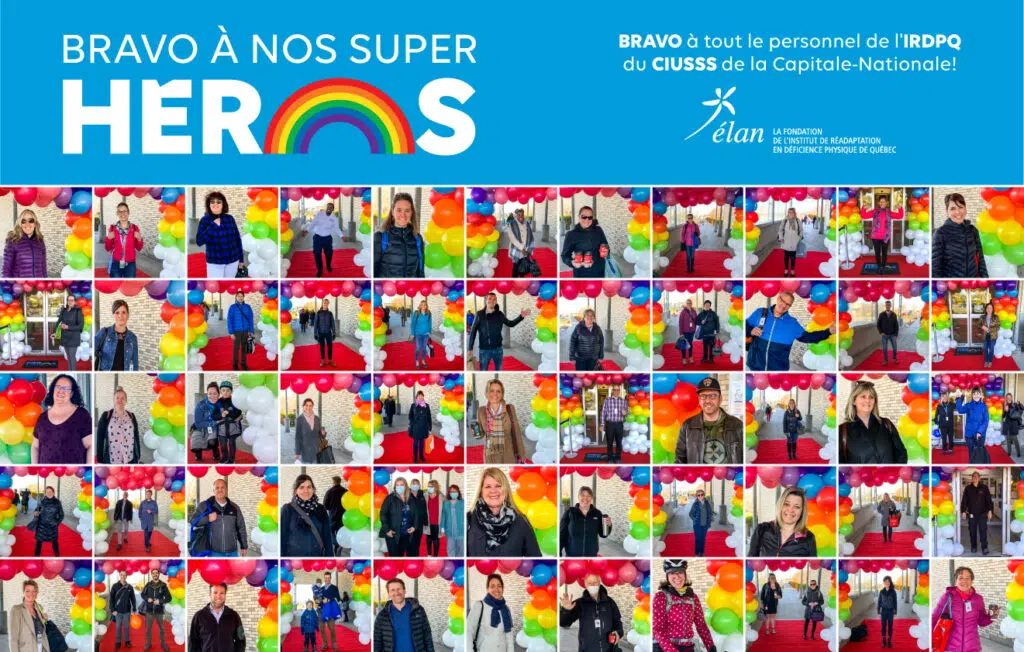 BRAVO À NOS SUPER
HÉROS
BRAVO à tout le personnel de l'IRDPQ
du CIUSSS de la Capitale-Nationale!
élan
LA FONDATION
DE L'INSTITUT DE RÉADAPTATION
EN DÉFICIENCE PHYSIQUE DE QUÉBEC